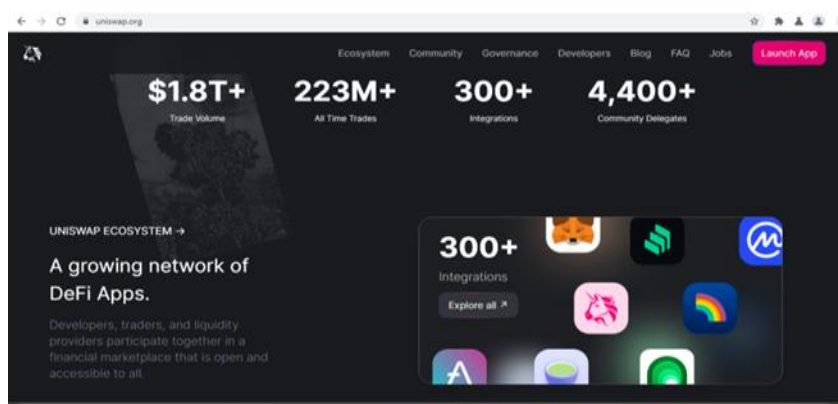 uniswap.org
Ecosystem Community Governance Developers Blog FAQ Jobs Launch App
$1.8T+ 223M+ 300+ 4,400+
Trade Volume All Time Trades Integrations Community Delegates
UNISWAP ECOSYSTEM →
A growing network of
DeFi Apps.
Developers, traders, and liquidity
providers participate together in a
financial marketplace that is open and
accessible to all.
300+
Integrations
Explore all ↗